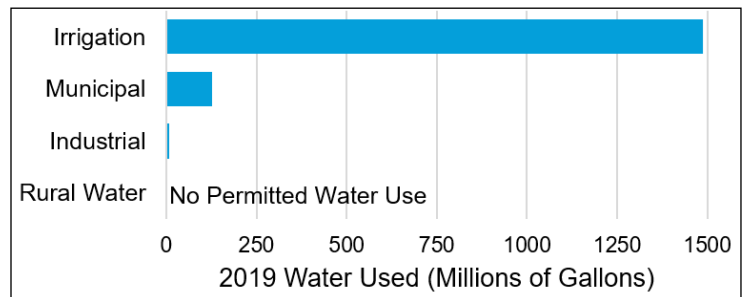 Irrigation
Municipal
Industrial
Rural Water No Permitted Water Use
0 250 500 750 1000 1250 1500
2019 Water Used (Millions of Gallons)